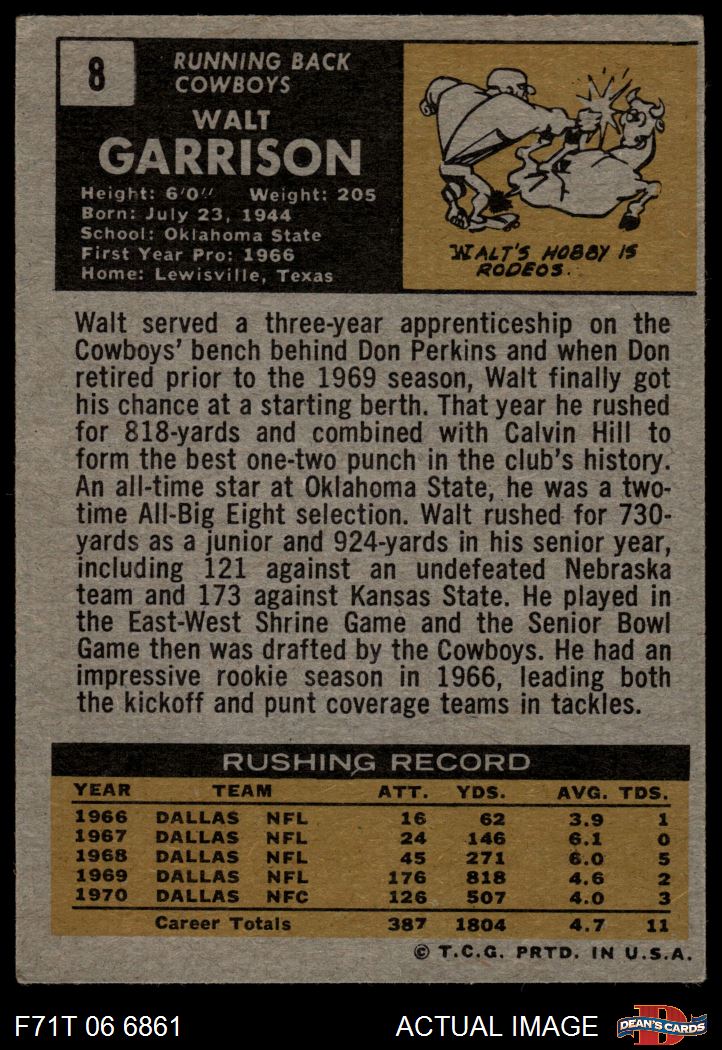 8
RUNNING BACK
COWBOYS
WALT
GARRISON
Height: 6'0" Weight: 205
Born: July 23, 1944
School: Oklahoma State
First Year Pro: 1966
Home: Lewisville, Texas
WALT'S HOBBY IS
RODEOS.
Walt served a three-year apprenticeship on the
Cowboys' bench behind Don Perkins and when Don
retired prior to the 1969 season, Walt finally got
his chance at a starting berth. That year he rushed
for 818-yards and combined with Calvin Hill to
form the best one-two punch in the club's history.
An all-time star at Oklahoma State, he was a two-
time All-Big Eight selection. Walt rushed for 730-
yards as a junior and 924-yards in his senior year,
including 121 against an undefeated Nebraska
team and 173 against Kansas State. He played in
the East-West Shrine Game and the Senior Bowl
Game then was drafted by the Cowboys. He had an
impressive rookie season in 1966, leading both
the kickoff and punt coverage teams in tackles.
RUSHING RECORD
YEAR TEAM ATT. YDS. AVG. TDS.
1966 DALLAS NFL 16 62 3.9 1
1967 DALLAS NFL 24 146 6.1 0
1968 DALLAS NFL 45 271 6.0 5
1969 DALLAS NFL 176 818 4.6 2
1970 DALLAS NFC 126 507 4.0 3
Career Totals 387 1804 4.7 11
© T.C.G. PRTD. IN U.S.A.
F71T 06 6861 ACTUAL IMAGE D DEAN'S CARDS